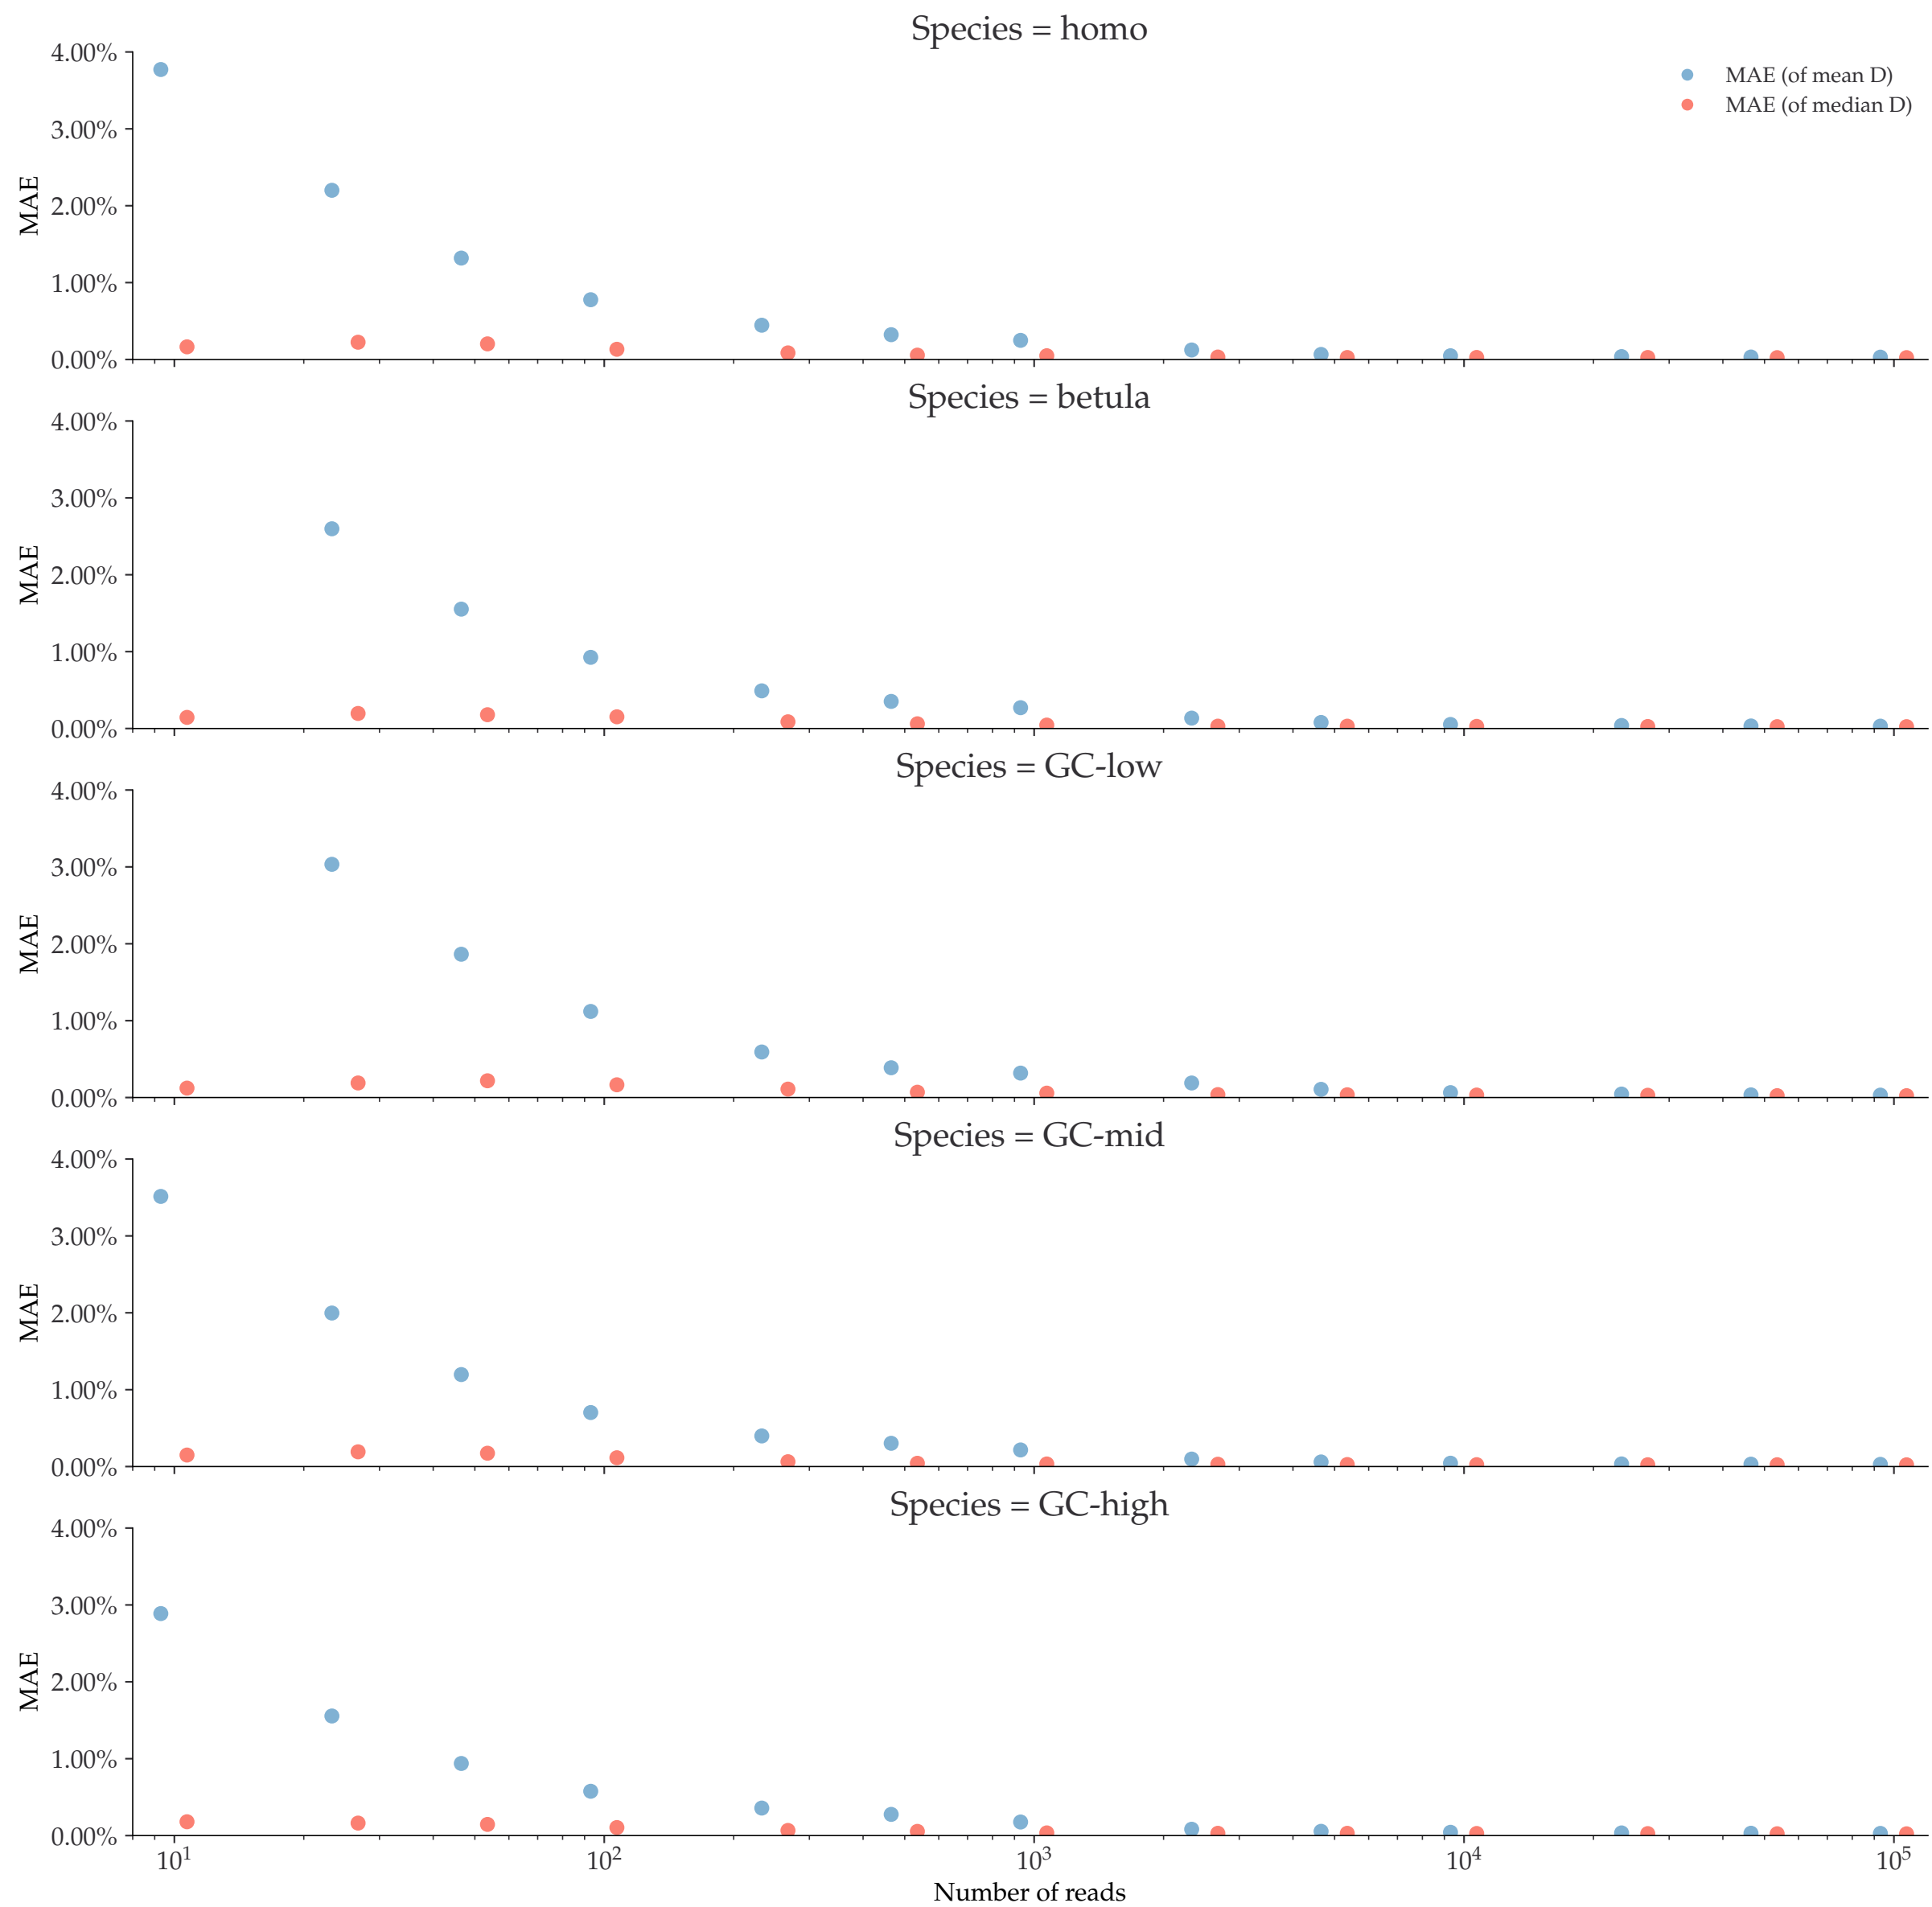 Species = homo
4.00%
3.00%
2.00%
1.00%
0.00%
MAE
MAE (of mean D)
MAE (of median D)
Species = betula
4.00%
3.00%
2.00%
1.00%
0.00%
MAE
Species = GC-low
4.00%
3.00%
2.00%
1.00%
0.00%
MAE
Species = GC-mid
4.00%
3.00%
2.00%
1.00%
0.00%
MAE
Species = GC-high
4.00%
3.00%
2.00%
1.00%
0.00%
MAE
10¹ 10² 10³ 10⁴ 10⁵
Number of reads